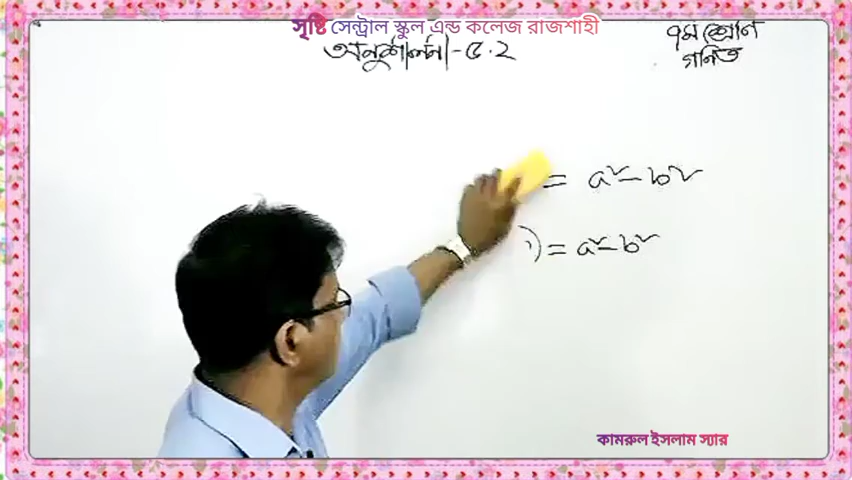 সৃষ্টি সেন্ট্রাল স্কুল এন্ড কলেজ রাজশাহী
অনুশীলনী-৫.২
৭ম শ্রেণি
গণিত
= a² - b²
) = a² - b²
কামরুল ইসলাম স্যার